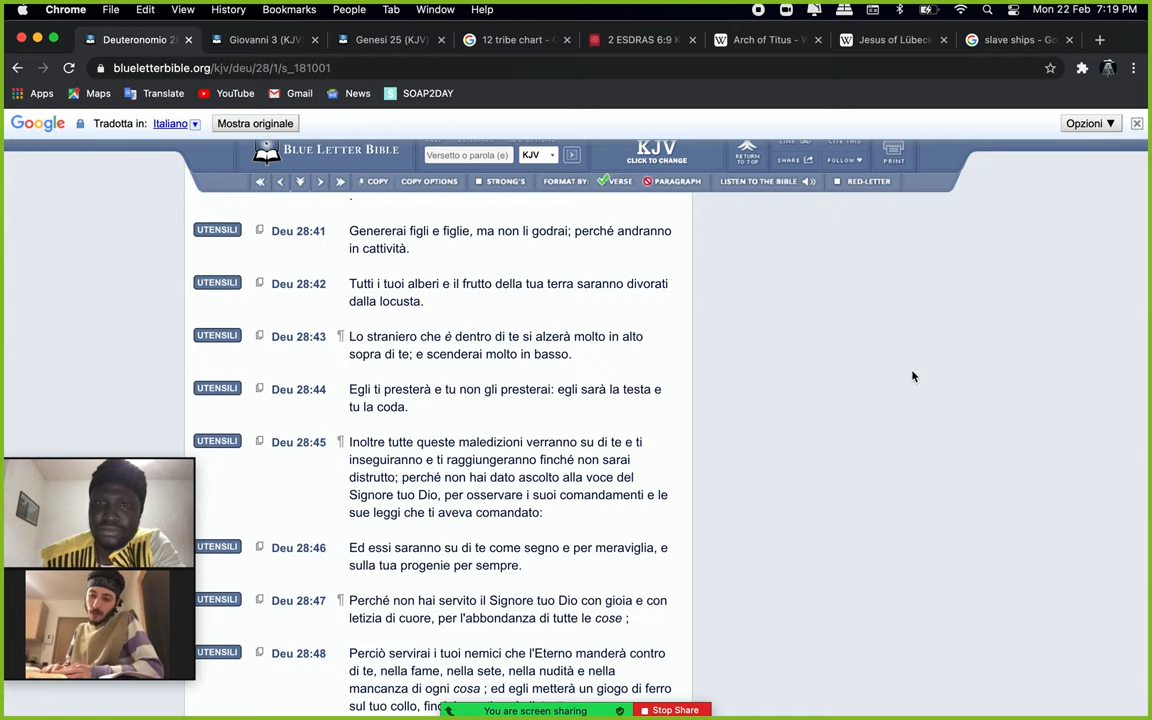 Chrome File Edit View History Bookmarks People Tab Window Help Mon 22 Feb 7:19 PM
Deuteronomio 2 Giovanni 3 (KJV) Genesi 25 (KJV) 12 tribe chart - G 2 ESDRAS 6:9 K Arch of Titus - W Jesus of Lübeck slave ships - Go
blueletterbible.org/kjv/deu/28/1/s_181001
Apps Maps Translate YouTube Gmail News SOAP2DAY
Google Tradotta in: Italiano Mostra originale Opzioni ▼
BLUE LETTER BIBLE Versetto o parola (e) KJV KJV
CLICK TO CHANGE RETURN TO TOP SHARE FOLLOW PRINT
COPY COPY OPTIONS STRONG'S FORMAT BY: VERSE PARAGRAPH LISTEN TO THE BIBLE RED-LETTER
UTENSILI Deu 28:41 Genererai figli e figlie, ma non li godrai; perché andranno
in cattività.
UTENSILI Deu 28:42 Tutti i tuoi alberi e il frutto della tua terra saranno divorati
dalla locusta.
UTENSILI Deu 28:43 ¶ Lo straniero che è dentro di te si alzerà molto in alto
sopra di te; e scenderai molto in basso.
UTENSILI Deu 28:44 Egli ti presterà e tu non gli presterai: egli sarà la testa e
tu la coda.
UTENSILI Deu 28:45 ¶ Inoltre tutte queste maledizioni verranno su di te e ti
inseguiranno e ti raggiungeranno finché non sarai
distrutto; perché non hai dato ascolto alla voce del
Signore tuo Dio, per osservare i suoi comandamenti e le
sue leggi che ti aveva comandato:
UTENSILI Deu 28:46 Ed essi saranno su di te come segno e per meraviglia, e
sulla tua progenie per sempre.
UTENSILI Deu 28:47 ¶ Perché non hai servito il Signore tuo Dio con gioia e con
letizia di cuore, per l'abbondanza di tutte le cose ;
UTENSILI Deu 28:48 Perciò servirai i tuoi nemici che l'Eterno manderà contro
di te, nella fame, nella sete, nella nudità e nella
mancanza di ogni cosa ; ed egli metterà un giogo di ferro
sul tuo collo,
You are screen sharing Stop Share